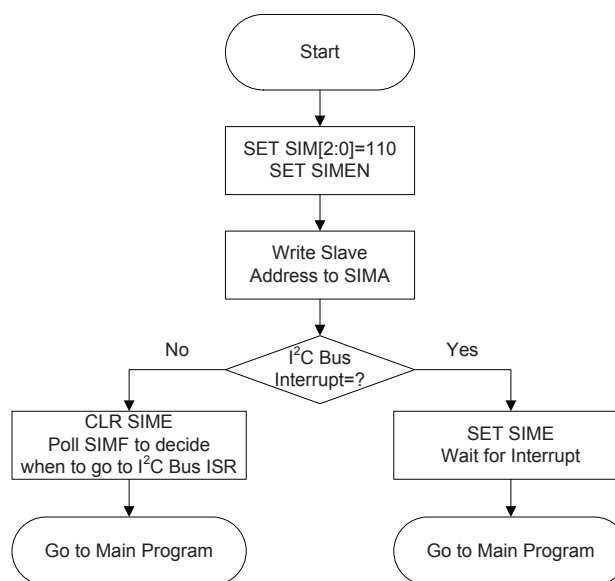 Start
SET SIM[2:0]=110
SET SIMEN
Write Slave
Address to SIMA
I²C Bus
Interrupt=?
No
Yes
CLR SIME
Poll SIMF to decide
when to go to I²C Bus ISR
SET SIME
Wait for Interrupt
Go to Main Program
Go to Main Program